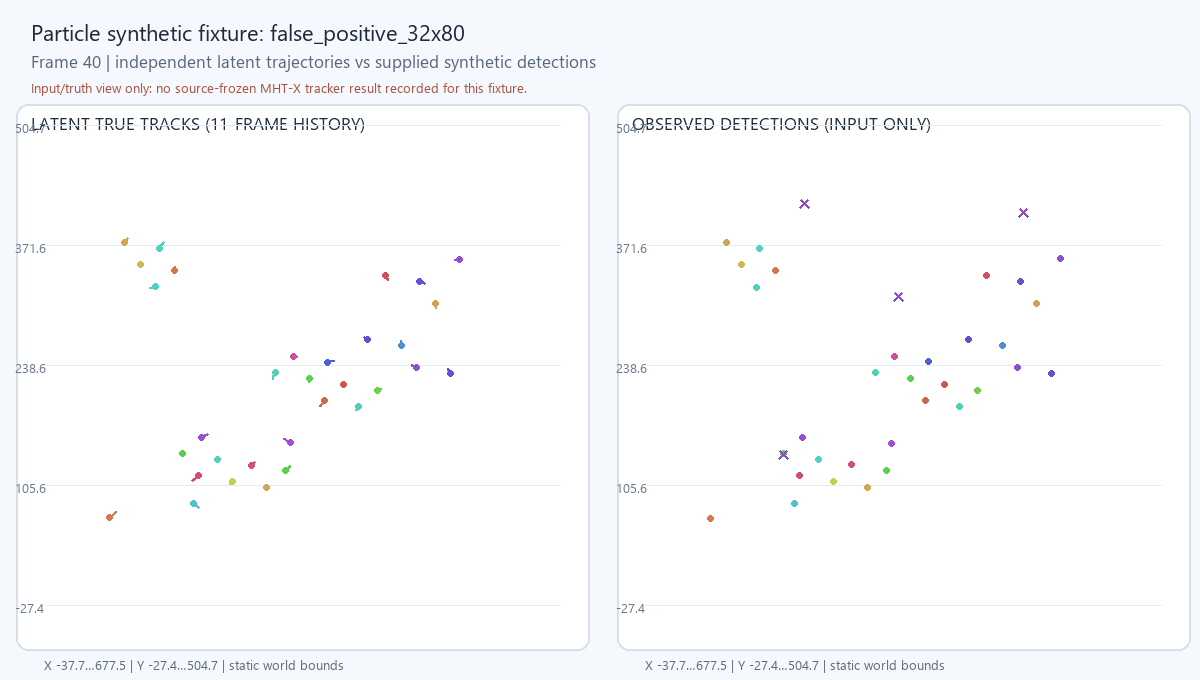 Particle synthetic fixture: false_positive_32x80
Frame 40 | independent latent trajectories vs supplied synthetic detections
Input/truth view only: no source-frozen MHT-X tracker result recorded for this fixture.
LATENT TRUE TRACKS (11-FRAME HISTORY)
504.7
371.6
238.6
105.6
-27.4
X -37.7...677.5 | Y -27.4...504.7 | static world bounds
OBSERVED DETECTIONS (INPUT ONLY)
504.7
371.6
238.6
105.6
-27.4
X -37.7...677.5 | Y -27.4...504.7 | static world bounds